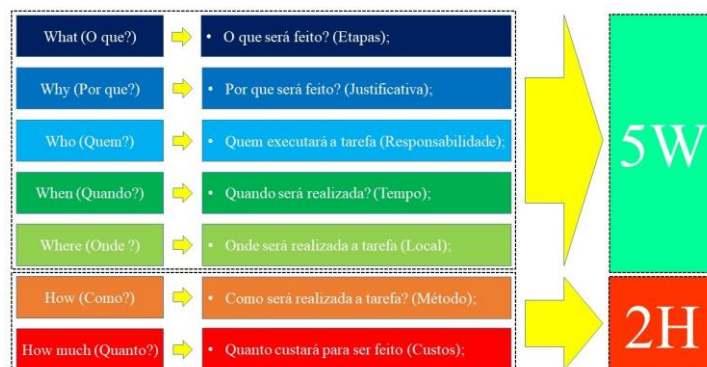 What (O que?)
• O que será feito? (Etapas);
Why (Por que?)
• Por que será feito? (Justificativa);
Who (Quem?)
• Quem executará a tarefa (Responsabilidade);
When (Quando?)
• Quando será realizada? (Tempo);
Where (Onde ?)
• Onde será realizada a tarefa (Local);
5W
How (Como?)
• Como será realizada a tarefa? (Método);
How much (Quanto?)
• Quanto custará para ser feito (Custos);
2H